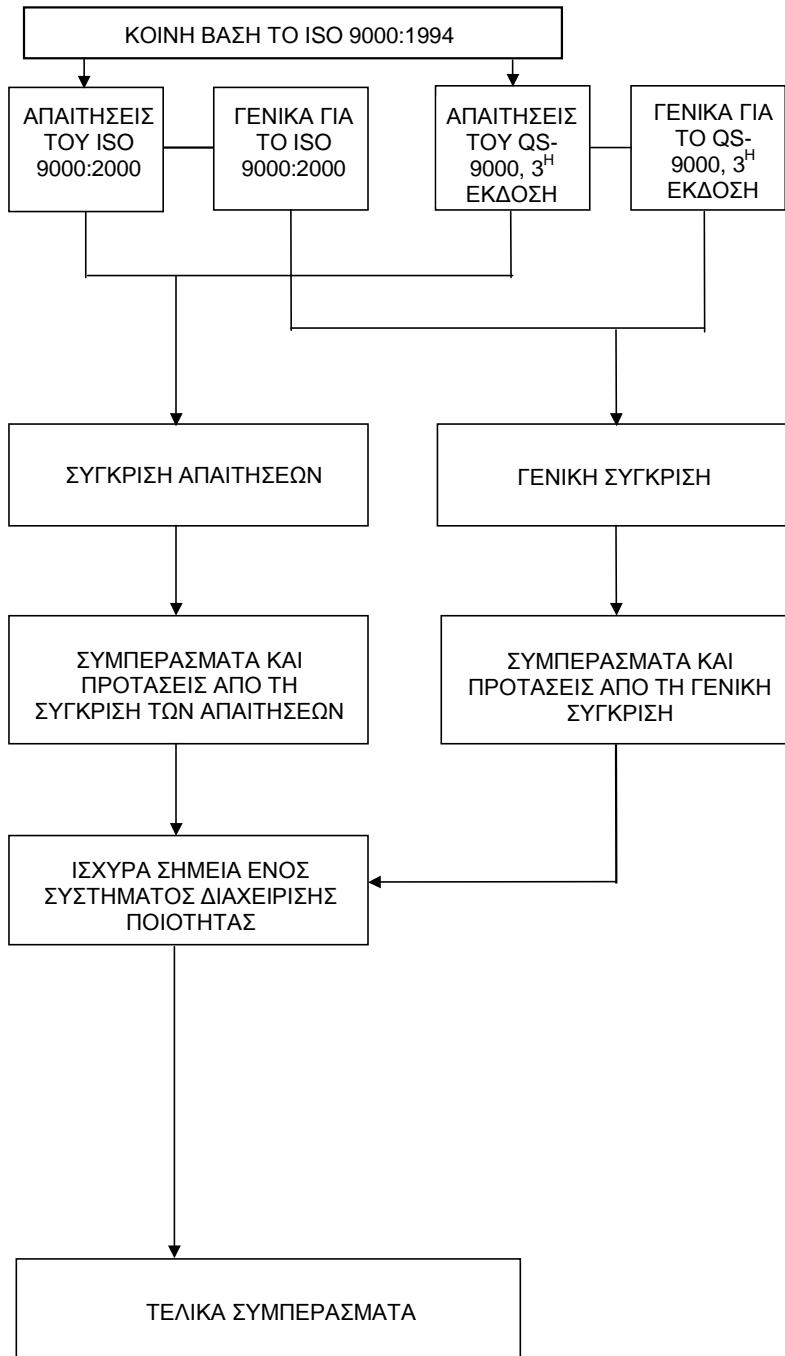 ΚΟΙΝΗ ΒΑΣΗ ΤΟ ISO 9000:1994
ΑΠΑΙΤΗΣΕΙΣ
ΤΟΥ ISO
9000:2000
ΓΕΝΙΚΑ ΓΙΑ
ΤΟ ISO
9000:2000
ΑΠΑΙΤΗΣΕΙΣ
ΤΟΥ QS-
9000, 3Η
ΕΚΔΟΣΗ
ΓΕΝΙΚΑ ΓΙΑ
ΤΟ QS-
9000, 3Η
ΕΚΔΟΣΗ
ΣΥΓΚΡΙΣΗ ΑΠΑΙΤΗΣΕΩΝ
ΓΕΝΙΚΗ ΣΥΓΚΡΙΣΗ
ΣΥΜΠΕΡΑΣΜΑΤΑ ΚΑΙ
ΠΡΟΤΑΣΕΙΣ ΑΠΟ ΤΗ
ΣΥΓΚΡΙΣΗ ΤΩΝ ΑΠΑΙΤΗΣΕΩΝ
ΣΥΜΠΕΡΑΣΜΑΤΑ ΚΑΙ
ΠΡΟΤΑΣΕΙΣ ΑΠΟ ΤΗ ΓΕΝΙΚΗ
ΣΥΓΚΡΙΣΗ
ΙΣΧΥΡΑ ΣΗΜΕΙΑ ΕΝΟΣ
ΣΥΣΤΗΜΑΤΟΣ ΔΙΑΧΕΙΡΙΣΗΣ
ΠΟΙΟΤΗΤΑΣ
ΤΕΛΙΚΑ ΣΥΜΠΕΡΑΣΜΑΤΑ